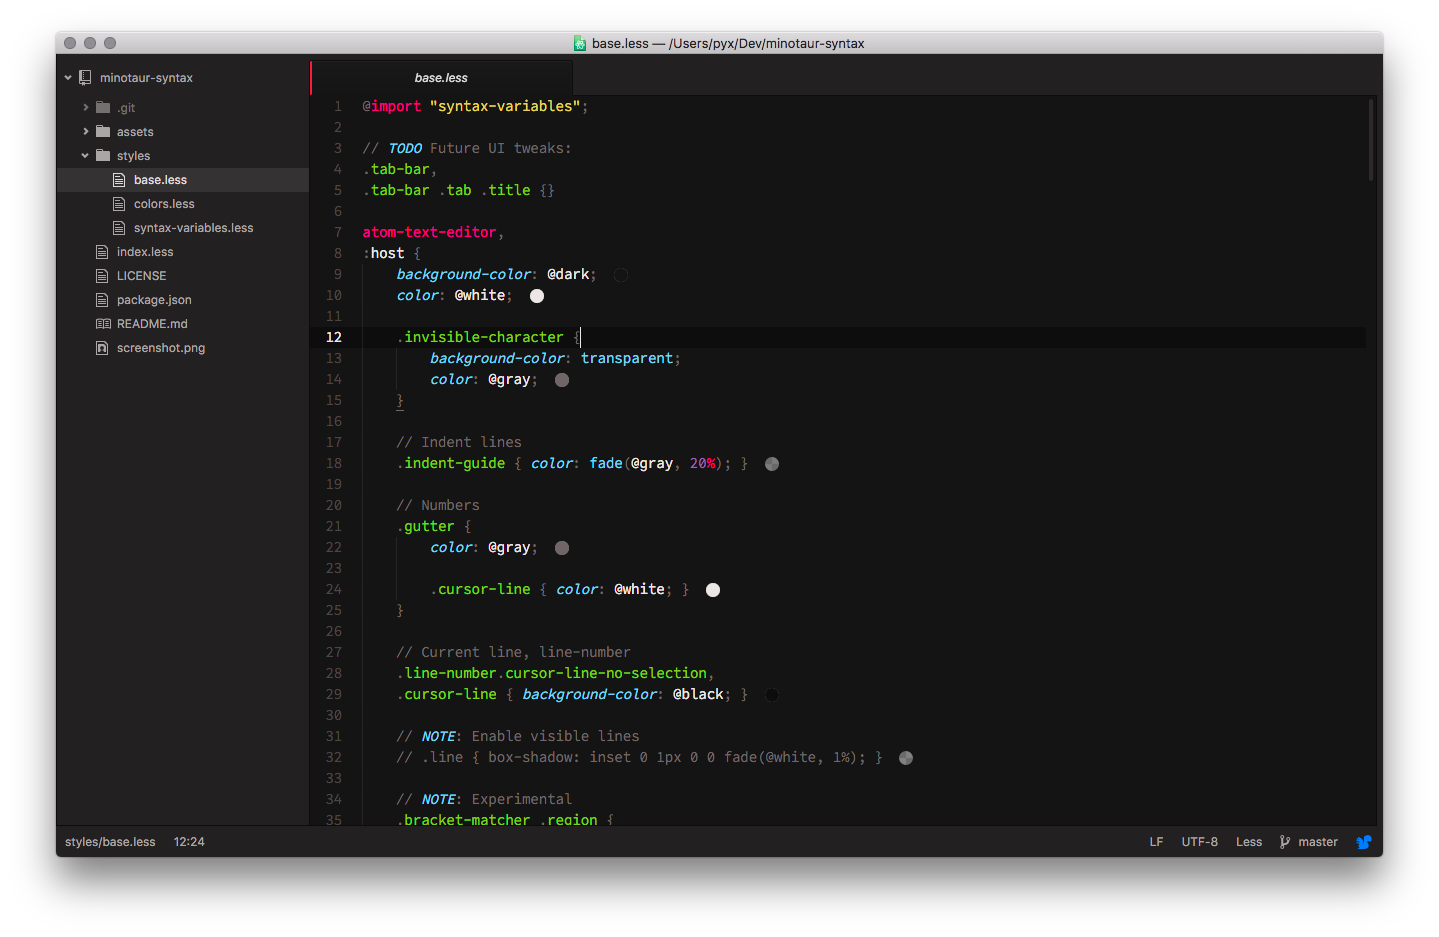 base.less — /Users/pyx/Dev/minotaur-syntax
minotaur-syntax
.git
assets
styles
base.less
colors.less
syntax-variables.less
index.less
LICENSE
package.json
README.md
screenshot.png
base.less
1 @import "syntax-variables";
2
3 // TODO Future UI tweaks:
4 .tab-bar,
5 .tab-bar .tab .title {}
6
7 atom-text-editor,
8 :host {
9 background-color: @dark;
10 color: @white;
11
12 .invisible-character {
13 background-color: transparent;
14 color: @gray;
15 }
16
17 // Indent lines
18 .indent-guide { color: fade(@gray, 20%); }
19
20 // Numbers
21 .gutter {
22 color: @gray;
23
24 .cursor-line { color: @white; }
25 }
26
27 // Current line, line-number
28 .line-number.cursor-line-no-selection,
29 .cursor-line { background-color: @black; }
30
31 // NOTE: Enable visible lines
32 // .line { box-shadow: inset 0 1px 0 0 fade(@white, 1%); }
33
34 // NOTE: Experimental
35 .bracket-matcher .region {
styles/base.less 12:24 LF UTF-8 Less master